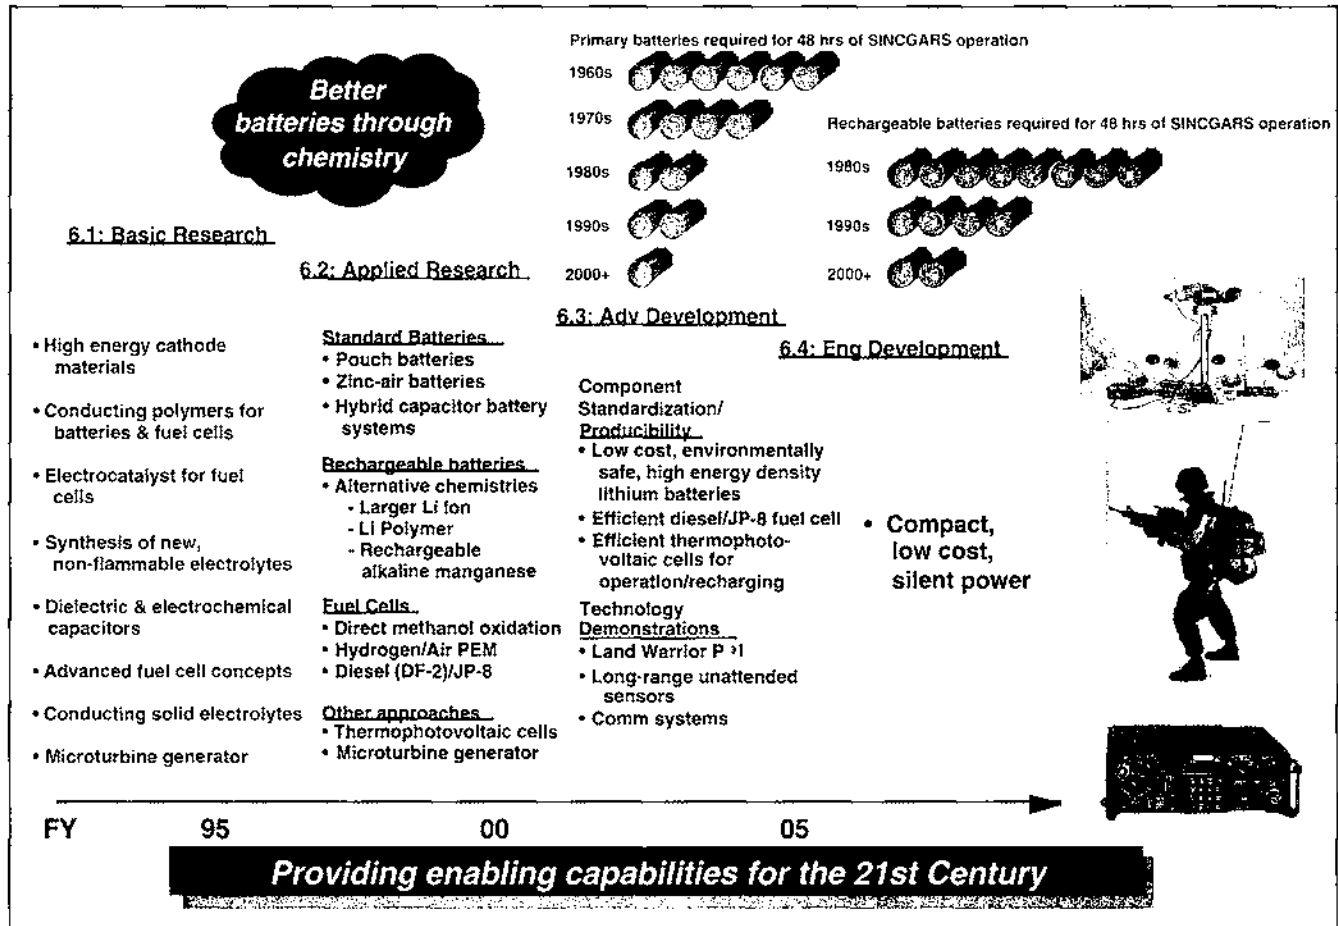 Better
batteries through
chemistry
Primary batteries required for 48 hrs of SINCGARS operation
1960s
1970s
1980s
1990s
2000+
Rechargeable batteries required for 48 hrs of SINCGARS operation
1980s
1990s
2000+
6.1: Basic Research
• High energy cathode
materials
• Conducting polymers for
batteries & fuel cells
• Electrocatalyst for fuel
cells
• Synthesis of new,
non-flammable electrolytes
• Dielectric & electrochemical
capacitors
• Advanced fuel cell concepts
• Conducting solid electrolytes
• Microturbine generator
6.2: Applied Research
Standard Batteries
• Pouch batteries
• Zinc-air batteries
• Hybrid capacitor battery
systems
Rechargeable batteries
• Alternative chemistries
- Larger Li Ion
- Li Polymer
- Rechargeable
alkaline manganese
Fuel Cells
• Direct methanol oxidation
• Hydrogen/Air PEM
• Diesel (DF-2)/JP-8
Other approaches
• Thermophotovoltaic cells
• Microturbine generator
6.3: Adv Development
Component
Standardization/
Producibility
• Low cost, environmentally
safe, high energy density
lithium batteries
• Efficient diesel/JP-8 fuel cell
• Efficient thermophoto-
voltaic cells for
operation/recharging
Technology
Demonstrations
• Land Warrior
• Long-range unattended
sensors
• Comm systems
6.4: Eng Development
• Compact,
low cost,
silent power
FY 95 00 05
Providing enabling capabilities for the 21st Century